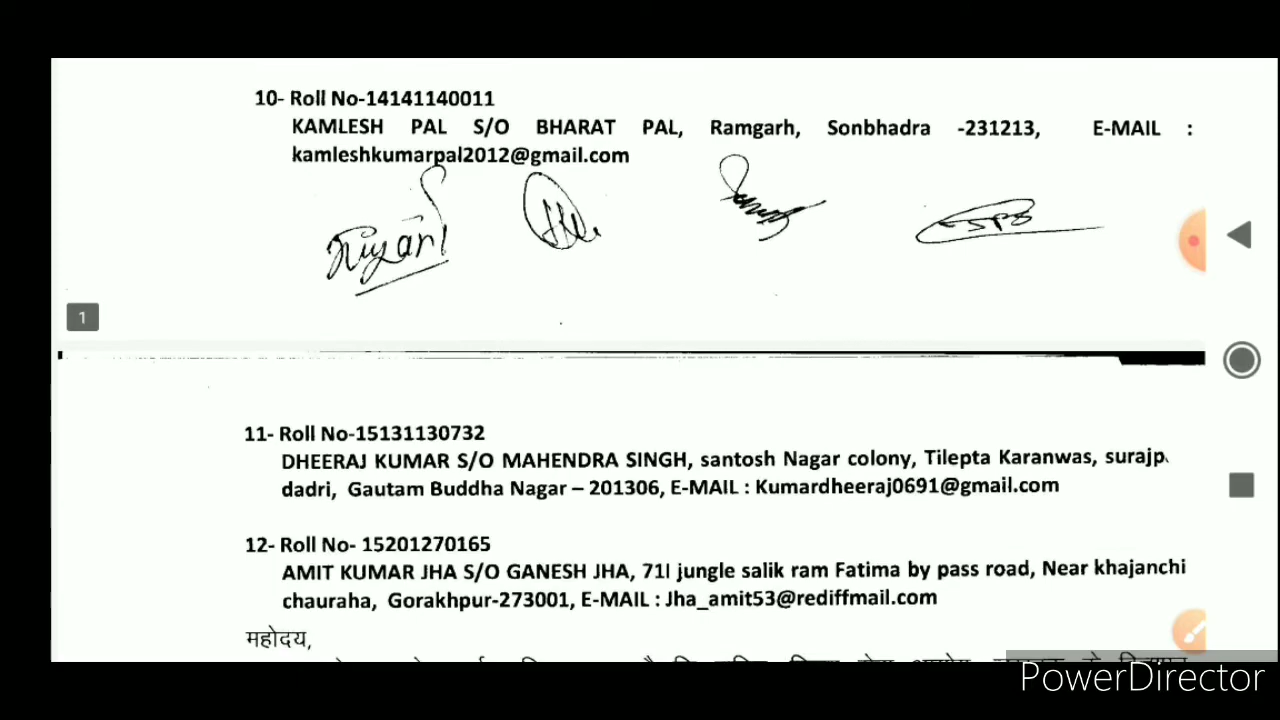 10- Roll No-14141140011
KAMLESH PAL S/O BHARAT PAL, Ramgarh, Sonbhadra -231213, E-MAIL :
kamleshkumarpal2012@gmail.com
1
11- Roll No-15131130732
DHEERAJ KUMAR S/O MAHENDRA SINGH, santosh Nagar colony, Tilepta Karanwas, surajp
dadri, Gautam Buddha Nagar – 201306, E-MAIL : Kumardheeraj0691@gmail.com
12- Roll No- 15201270165
AMIT KUMAR JHA S/O GANESH JHA, 71l jungle salik ram Fatima by pass road, Near khajanchi
chauraha, Gorakhpur-273001, E-MAIL : Jha_amit53@rediffmail.com
महोदय,
PowerDirector